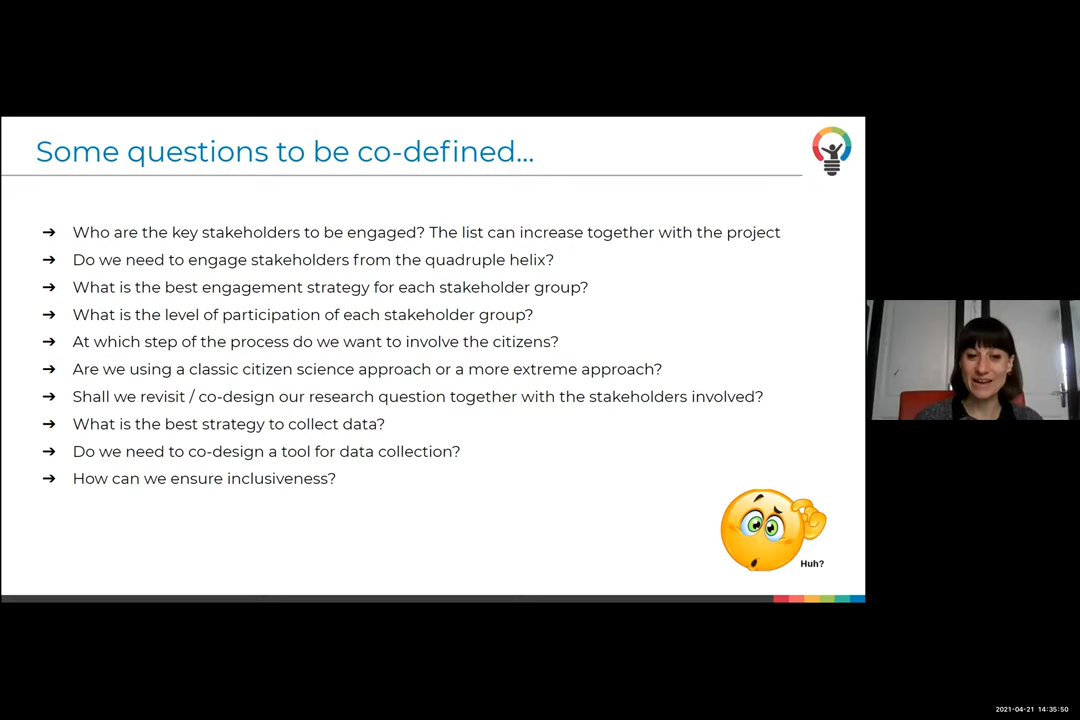 Some questions to be co-defined...
➔ Who are the key stakeholders to be engaged? The list can increase together with the project
➔ Do we need to engage stakeholders from the quadruple helix?
➔ What is the best engagement strategy for each stakeholder group?
➔ What is the level of participation of each stakeholder group?
➔ At which step of the process do we want to involve the citizens?
➔ Are we using a classic citizen science approach or a more extreme approach?
➔ Shall we revisit / co-design our research question together with the stakeholders involved?
➔ What is the best strategy to collect data?
➔ Do we need to co-design a tool for data collection?
➔ How can we ensure inclusiveness?
Huh?
2021-04-21 14:35:50